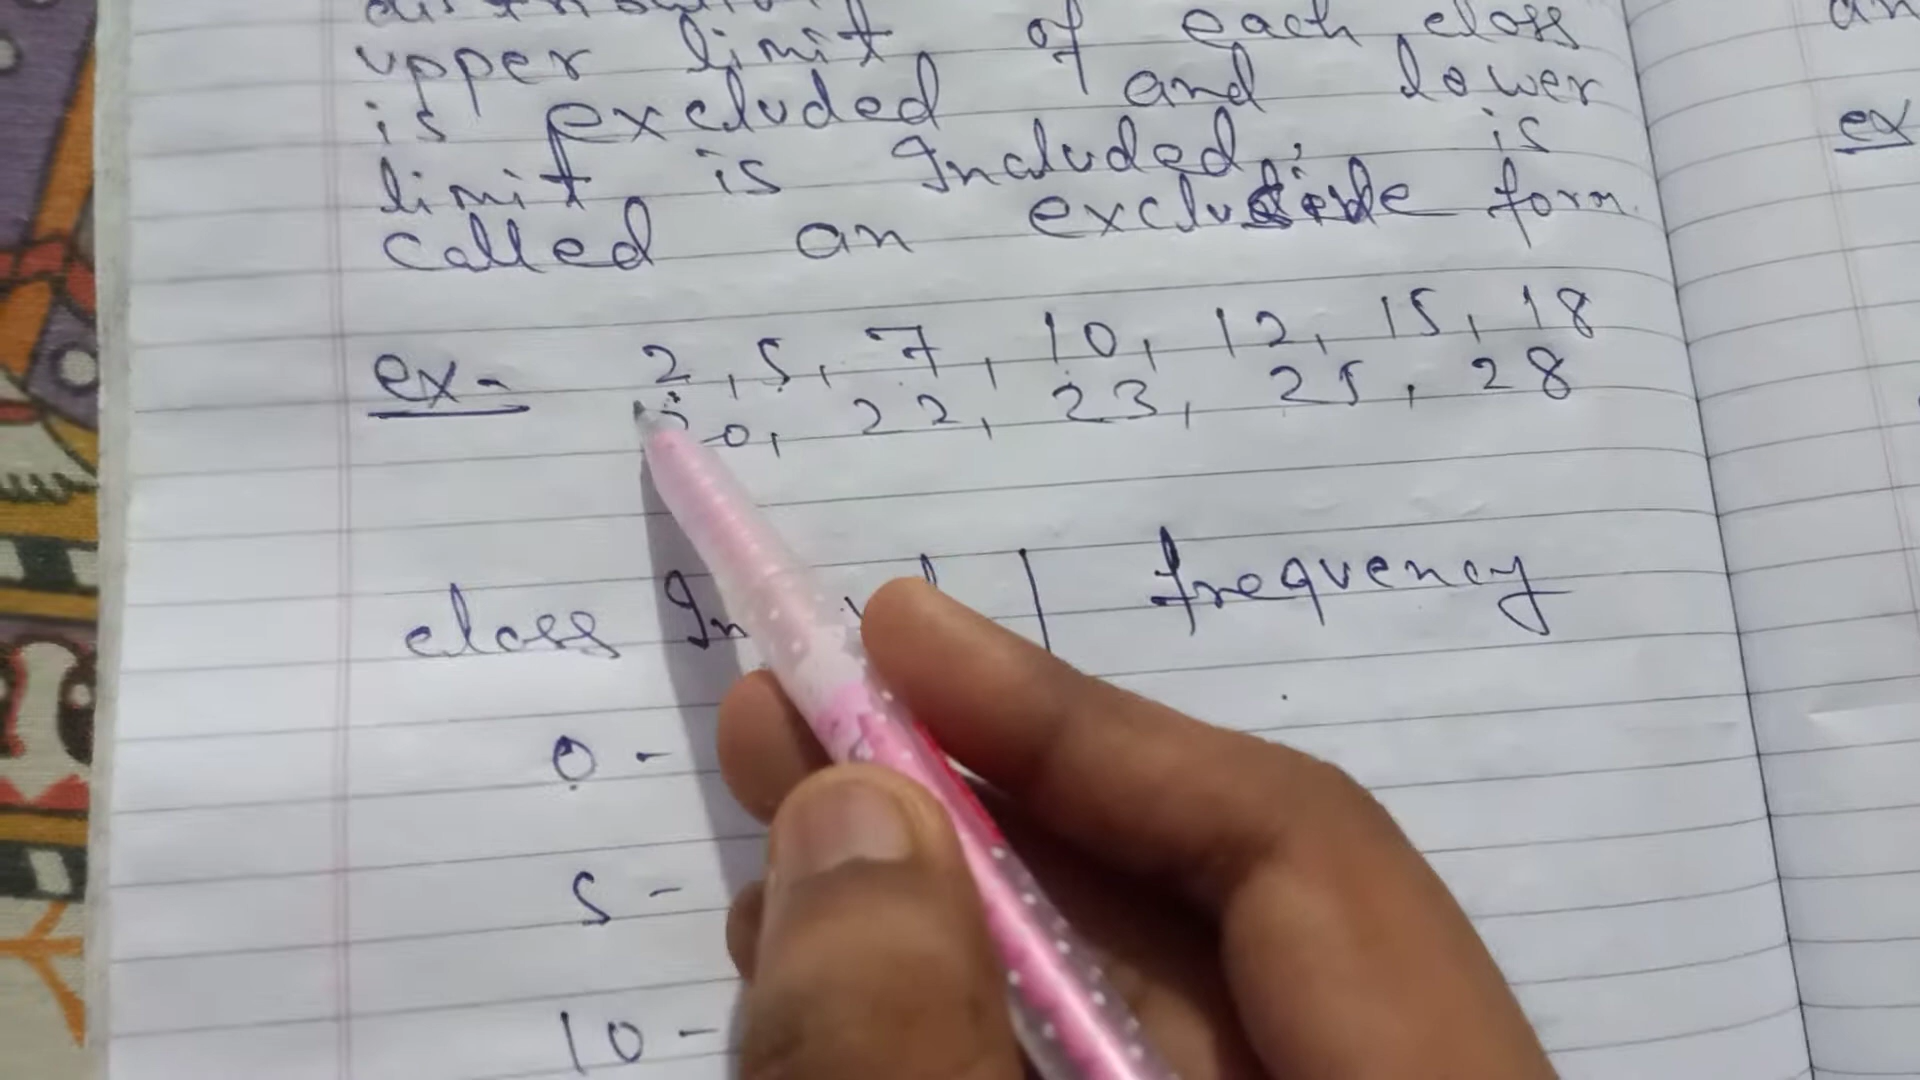 upper limit of each class
is excluded and lower
limit is Included, is
called an exclusive form.
ex- 2, 5, 7, 10, 12, 15, 18
20, 22, 23, 25, 28
class frequency
0 -
5 -
10 -
ex